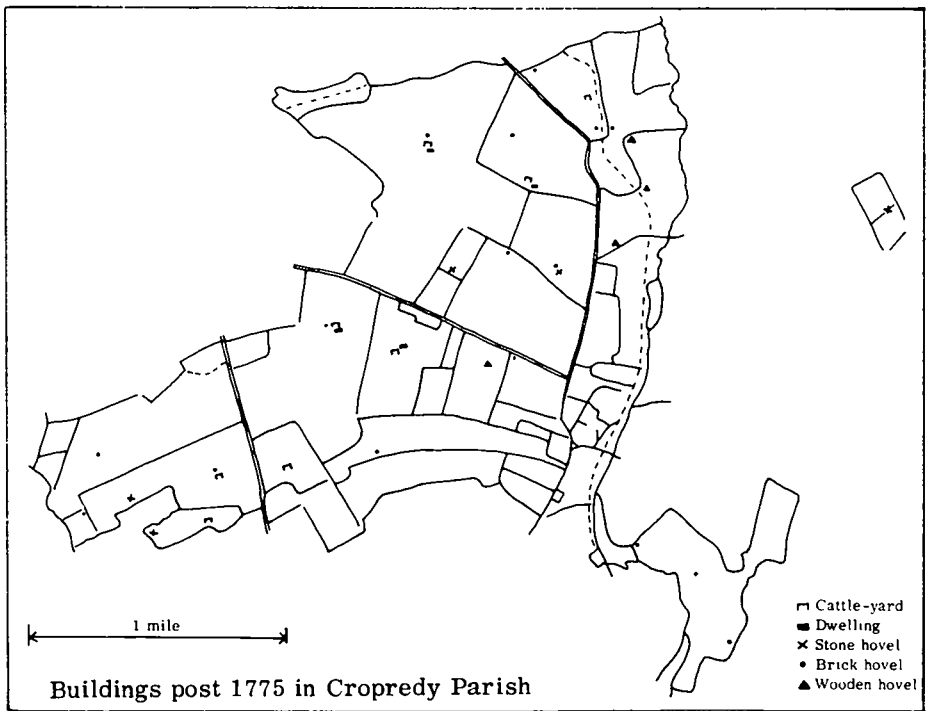 Cattle-yard
Dwelling
Stone hovel
Brick hovel
Wooden hovel
1 mile
Buildings post 1775 in Cropredy Parish